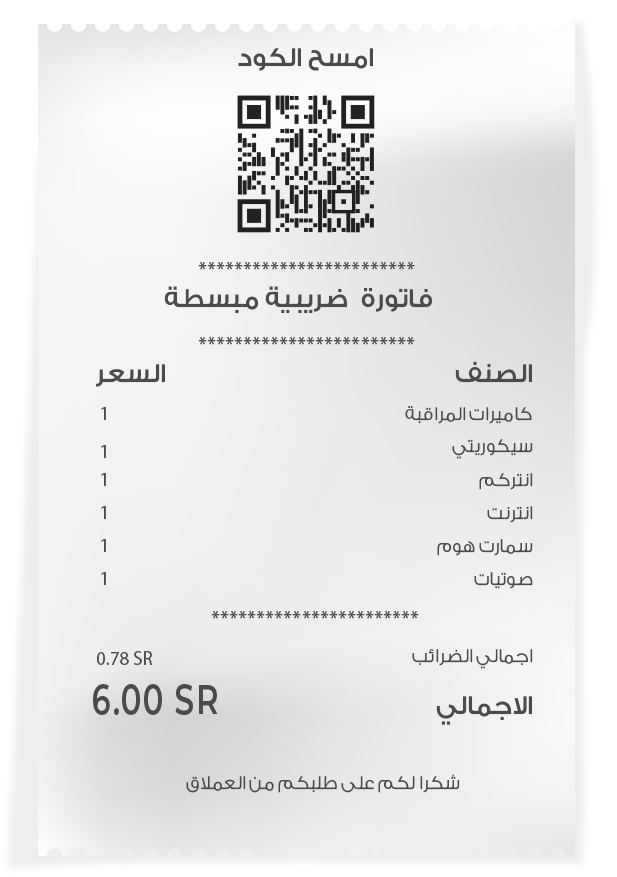 امسح الكود
************************
فاتورة ضريبية مبسطة
************************
الصنف السعر
كاميرات المراقبة 1
سيكوريتي 1
انتركم 1
انترنت 1
سمارت هوم 1
صوتيات 1
***********************
اجمالي الضرائب 0.78 SR
الاجمالي 6.00 SR
شكرا لكم على طلبكم من العملاق